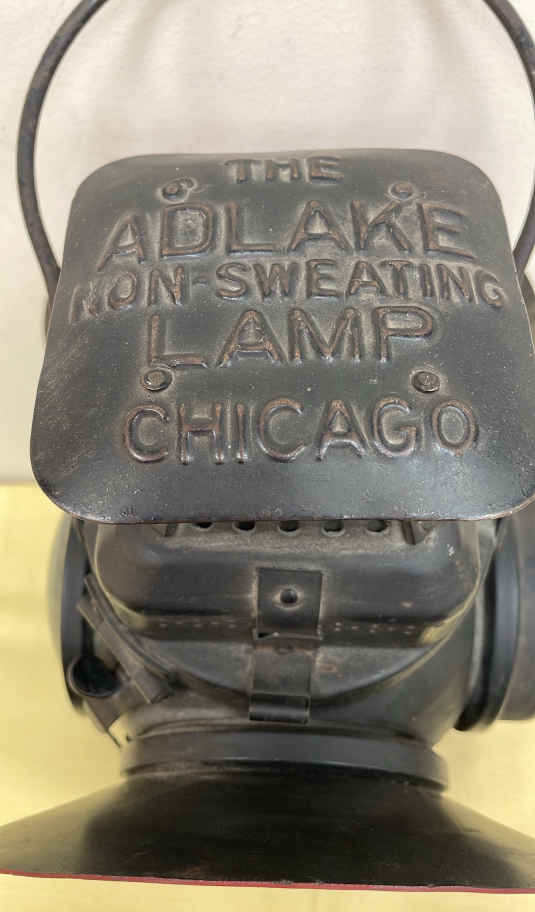 THE
ADLAKE
NON-SWEATING
LAMP
CHICAGO